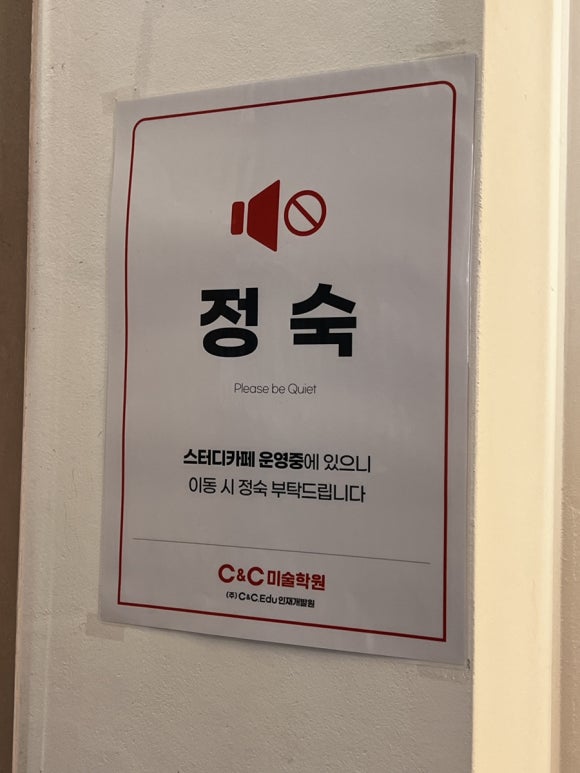 정숙
Please be Quiet
스터디카페 운영중에 있으니
이동 시 정숙 부탁드립니다
C&C 미술학원
(주) C&C.Edu 인재개발원